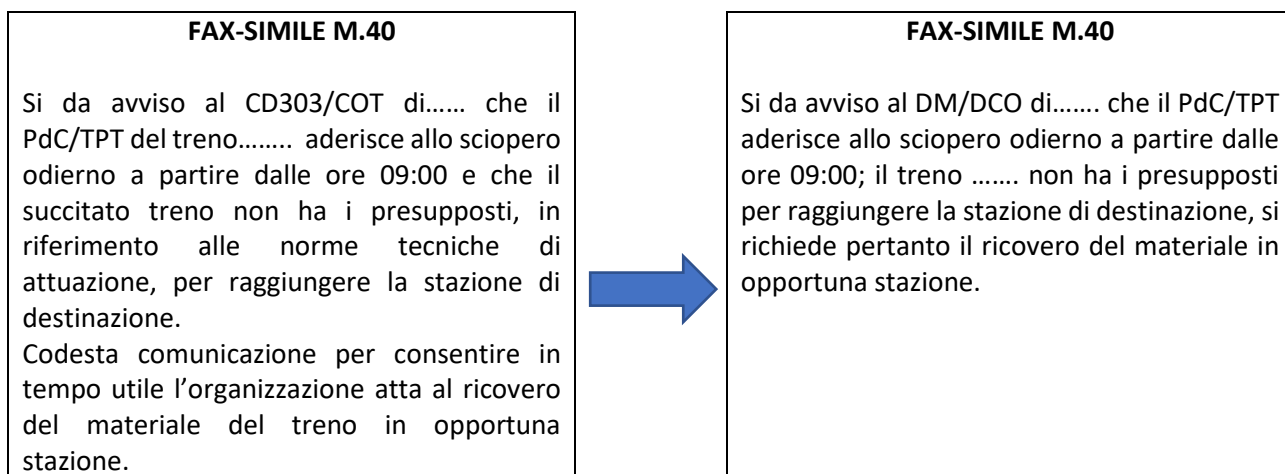 FAX-SIMILE M.40
Si da avviso al CD303/COT di…… che il
PdC/TPT del treno…….. aderisce allo sciopero
odierno a partire dalle ore 09:00 e che il
succitato treno non ha i presupposti, in
riferimento alle norme tecniche di
attuazione, per raggiungere la stazione di
destinazione.
Codesta comunicazione per consentire in
tempo utile l’organizzazione atta al ricovero
del materiale del treno in opportuna
stazione.
FAX-SIMILE M.40
Si da avviso al DM/DCO di……. che il PdC/TPT
aderisce allo sciopero odierno a partire dalle
ore 09:00; il treno ……. non ha i presupposti
per raggiungere la stazione di destinazione, si
richiede pertanto il ricovero del materiale in
opportuna stazione.